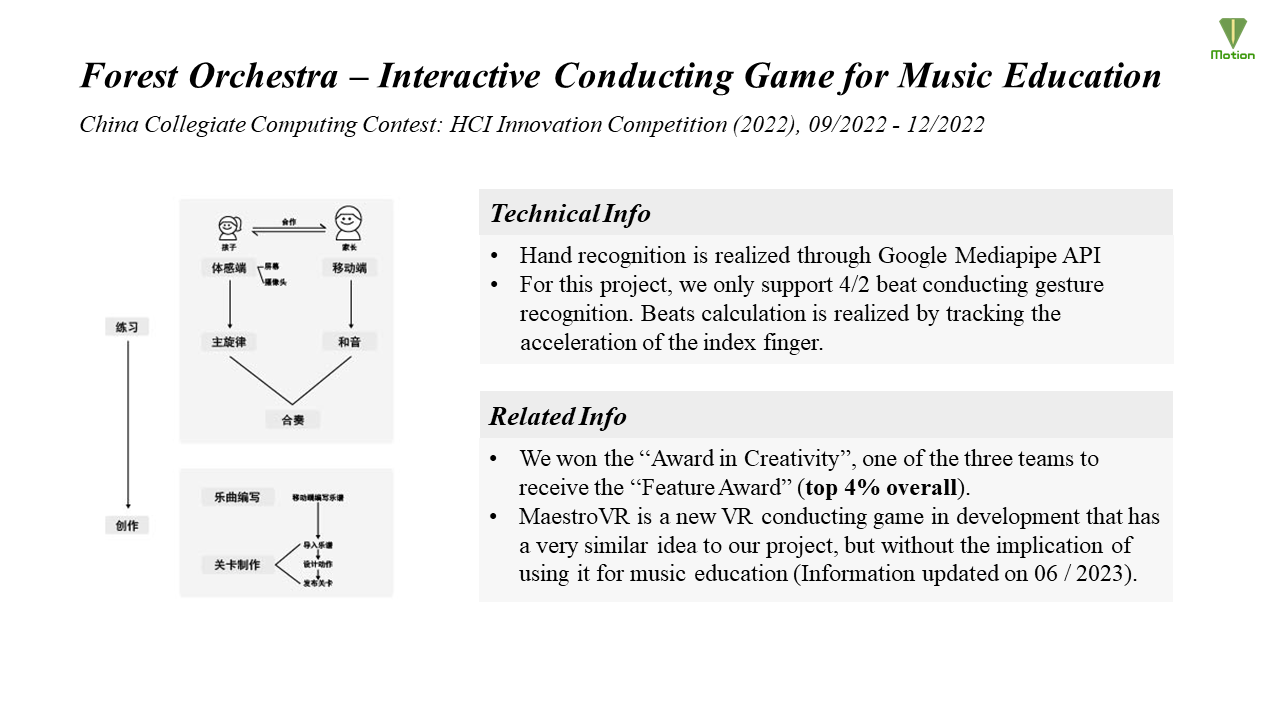 Motion
Forest Orchestra – Interactive Conducting Game for Music Education
China Collegiate Computing Contest: HCI Innovation Competition (2022), 09/2022 - 12/2022
合作
孩子
家长
体感端
屏幕
摄像头
移动端
练习
主旋律
和音
合奏
创作
乐曲编写
移动端编写乐谱
关卡制作
导入乐谱
设计动作
发布关卡
Technical Info
• Hand recognition is realized through Google Mediapipe API
• For this project, we only support 4/2 beat conducting gesture
recognition. Beats calculation is realized by tracking the
acceleration of the index finger.
Related Info
• We won the “Award in Creativity”, one of the three teams to
receive the “Feature Award” (top 4% overall).
• MaestroVR is a new VR conducting game in development that has
a very similar idea to our project, but without the implication of
using it for music education (Information updated on 06 / 2023).